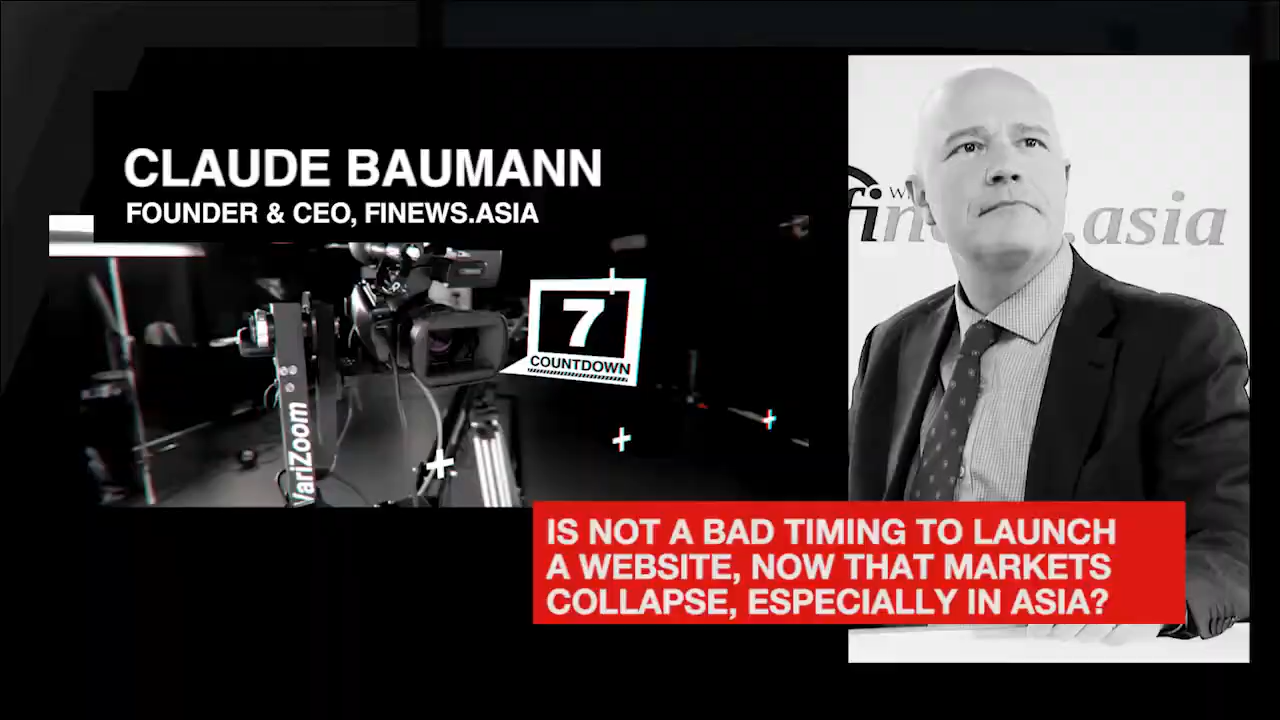 CLAUDE BAUMANN
FOUNDER & CEO, FINEWS.ASIA
7
COUNTDOWN
VariZoom
.asia
IS NOT A BAD TIMING TO LAUNCH
A WEBSITE, NOW THAT MARKETS
COLLAPSE, ESPECIALLY IN ASIA?